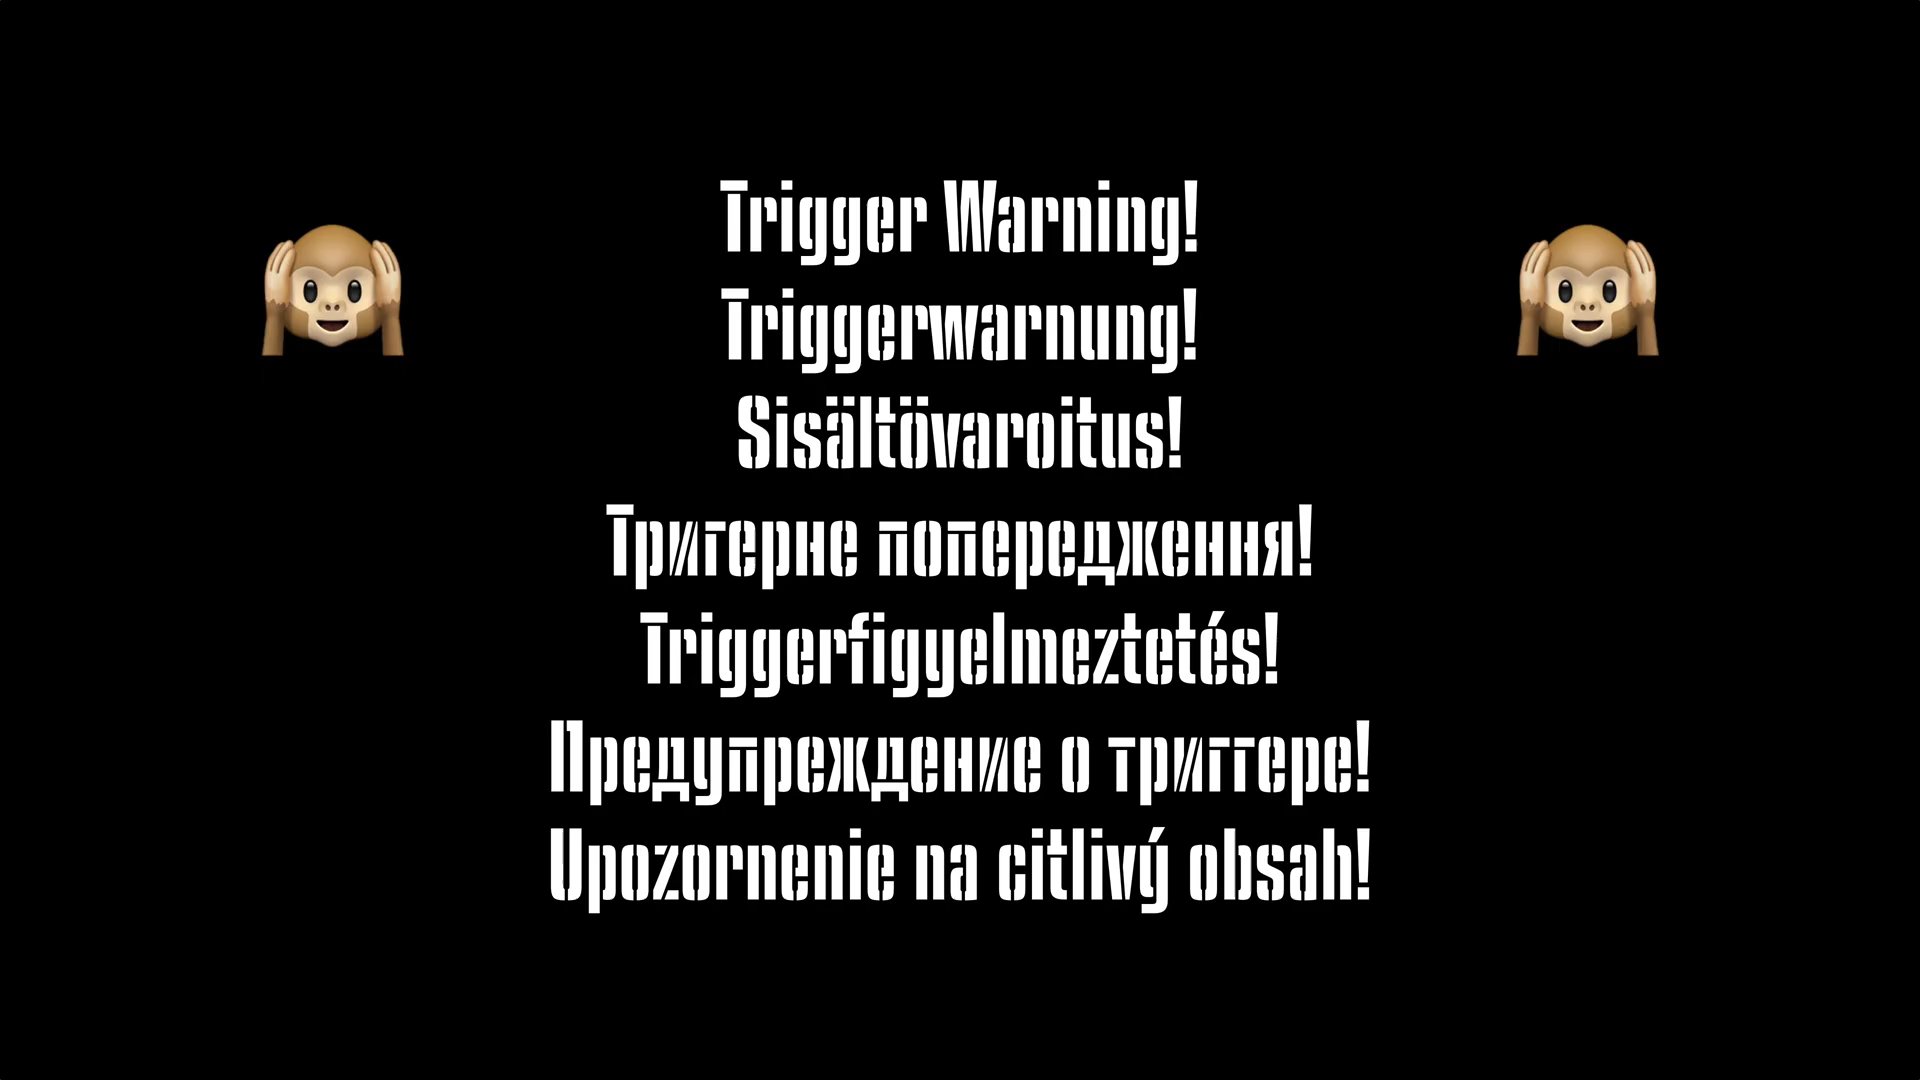 Trigger Warning!
Triggerwarnung!
Sisältövaroitus!
Тригерне попередження!
Triggerfigyelmeztetés!
Предупреждение о триггере!
Upozornenie na citlivý obsah!